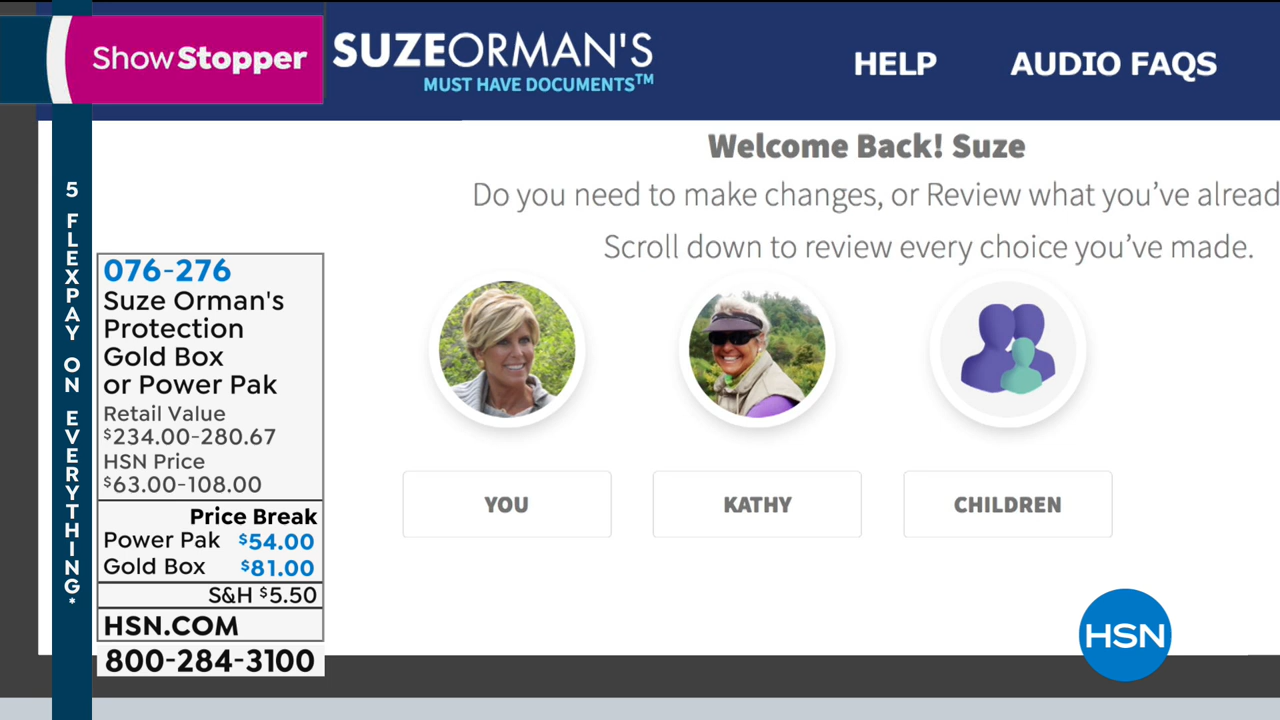 ShowStopper
SUZEORMAN'S
MUST HAVE DOCUMENTS™
HELP
AUDIO FAQS
Welcome Back! Suze
Do you need to make changes, or Review what you've alread
Scroll down to review every choice you've made.
YOU
KATHY
CHILDREN
5 FLEXPAY ON EVERYTHING*
076-276
Suze Orman's
Protection
Gold Box
or Power Pak
Retail Value
$234.00-280.67
HSN Price
$63.00-108.00
Price Break
Power Pak $54.00
Gold Box $81.00
S&H $5.50
HSN.COM
800-284-3100
HSN